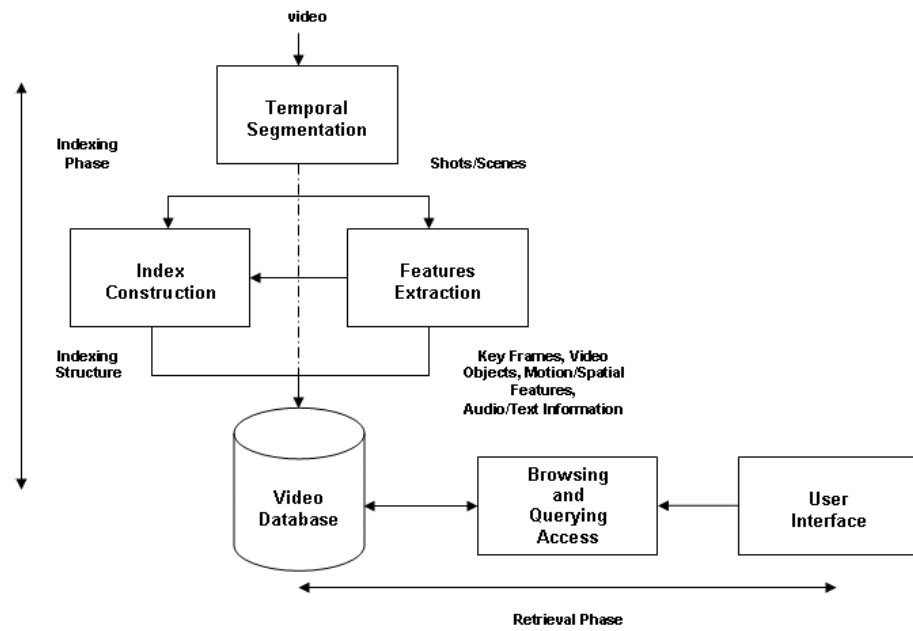 video
Temporal
Segmentation
Indexing
Phase
Shots/Scenes
Index
Construction
Features
Extraction
Indexing
Structure
Key Frames, Video
Objects, Motion/Spatial
Features,
Audio/Text Information
Video
Database
Browsing
and
Querying
Access
User
Interface
Retrieval Phase